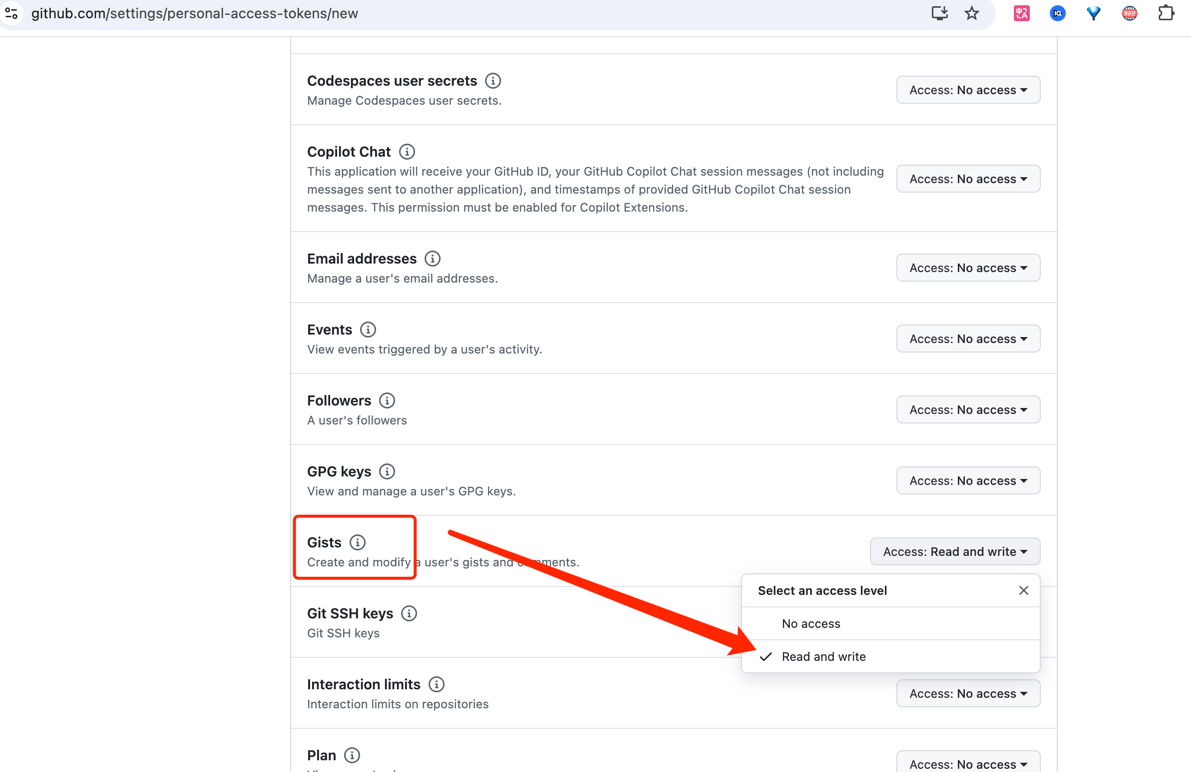 github.com/settings/personal-access-tokens/new
Codespaces user secrets
Manage Codespaces user secrets.
Access: No access
Copilot Chat
This application will receive your GitHub ID, your GitHub Copilot Chat session messages (not including
messages sent to another application), and timestamps of provided GitHub Copilot Chat session
messages. This permission must be enabled for Copilot Extensions.
Access: No access
Email addresses
Manage a user's email addresses.
Access: No access
Events
View events triggered by a user's activity.
Access: No access
Followers
A user's followers
Access: No access
GPG keys
View and manage a user's GPG keys.
Access: No access
Gists
Create and modify a user's gists and comments.
Access: Read and write
Select an access level
No access
Read and write
Git SSH keys
Git SSH keys
Interaction limits
Interaction limits on repositories
Access: No access
Plan
Access: No access